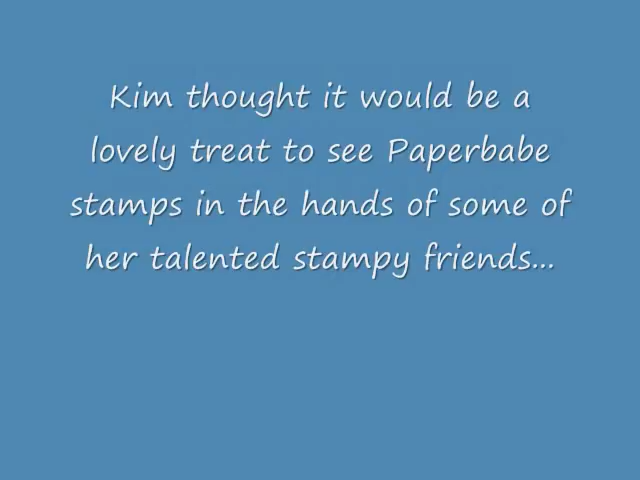 Kim thought it would be a
lovely treat to see Paperbabe
stamps in the hands of some of
her talented stampy friends...